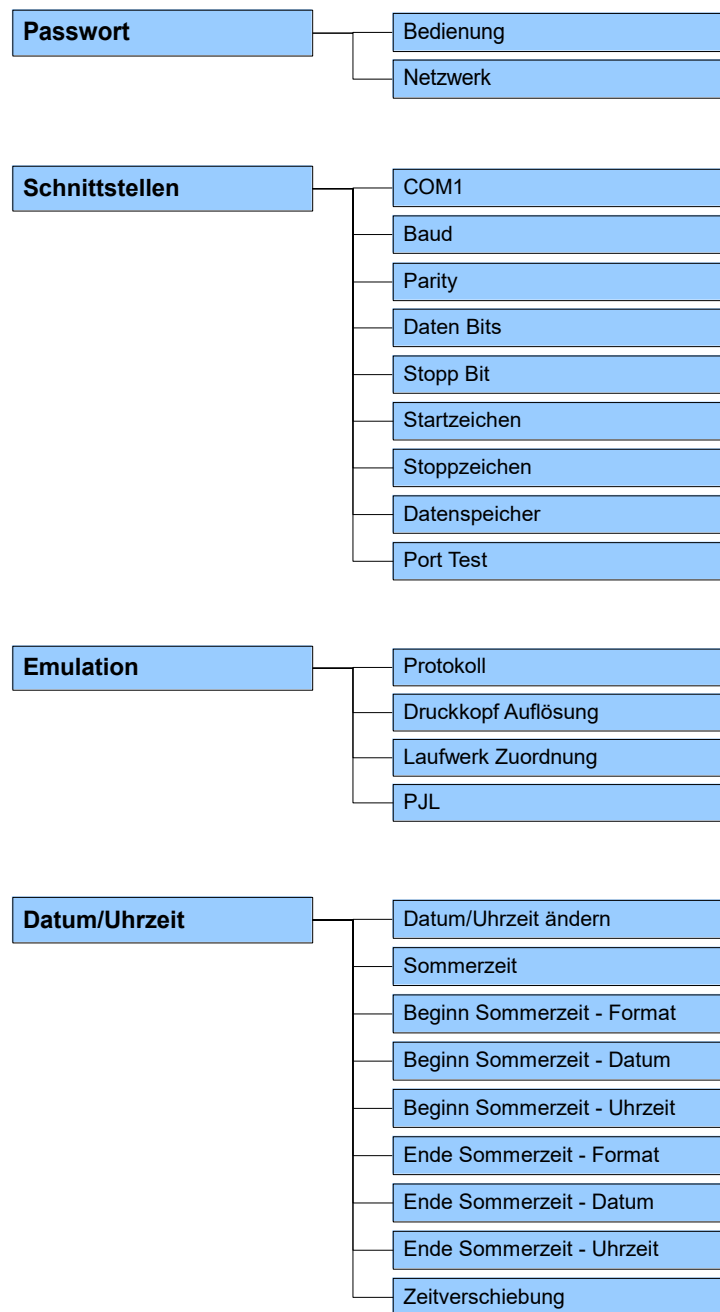 Passwort
Bedienung
Netzwerk
Schnittstellen
COM1
Baud
Parity
Daten Bits
Stopp Bit
Startzeichen
Stoppzeichen
Datenspeicher
Port Test
Emulation
Protokoll
Druckkopf Auflösung
Laufwerk Zuordnung
PJL
Datum/Uhrzeit
Datum/Uhrzeit ändern
Sommerzeit
Beginn Sommerzeit - Format
Beginn Sommerzeit - Datum
Beginn Sommerzeit - Uhrzeit
Ende Sommerzeit - Format
Ende Sommerzeit - Datum
Ende Sommerzeit - Uhrzeit
Zeitverschiebung